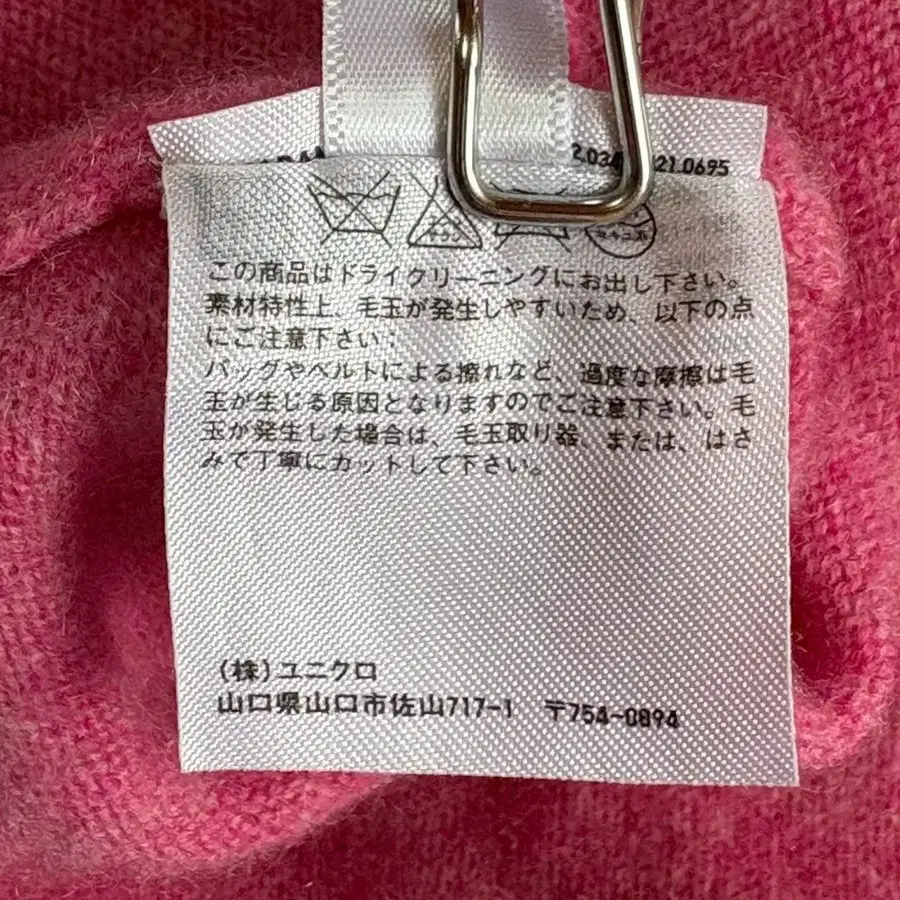 21.0695
この商品はドライクリーニングにお出し下さい。
素材特性上、毛玉が発生しやすいため、以下の点
にご注意下さい:
バッグやベルトによる擦れなど、過度な摩擦は毛
玉が生じる原因となりますのでご注意下さい。毛
玉が発生した場合は、毛玉取り器、または、はさ
みで丁寧にカットして下さい。
(株)ユニクロ
山口県山口市佐山717-1 〒754-0894